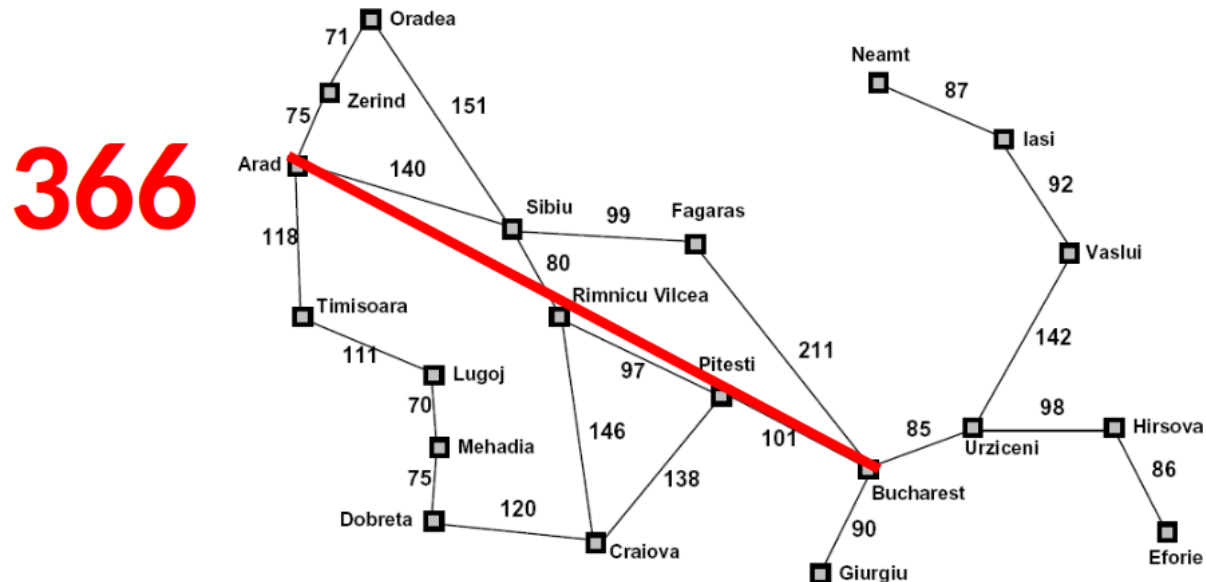 Oradea
71
Neamt
87
Zerind
75
151
Iasi
366
Arad
140
92
Sibiu
99
Fagaras
118
80
Vaslui
Rimnicu Vilcea
Timisoara
142
211
111
97
Pitesti
Lugoj
70
98
Hirsova
146
101
85
Mehadia
Urziceni
138
86
75
Bucharest
Dobreta
120
90
Craiova
Eforie
Giurgiu